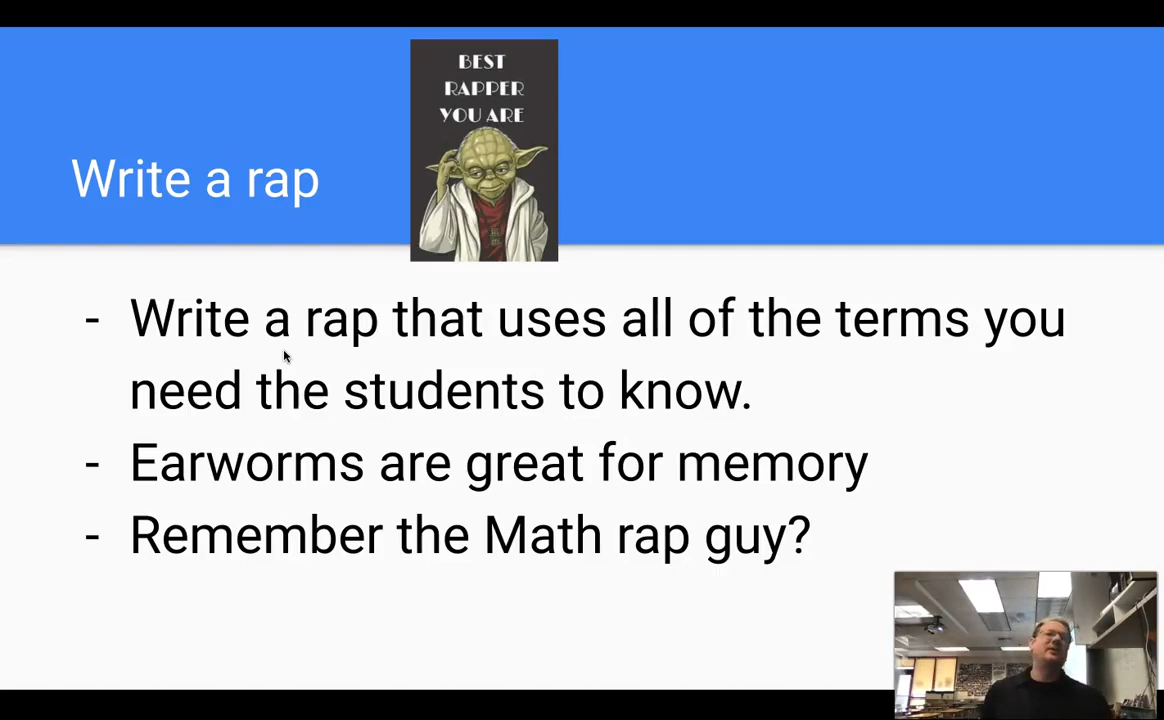 BEST
RAPPER
YOU ARE
Write a rap
- Write a rap that uses all of the terms you
need the students to know.
- Earworms are great for memory
- Remember the Math rap guy?